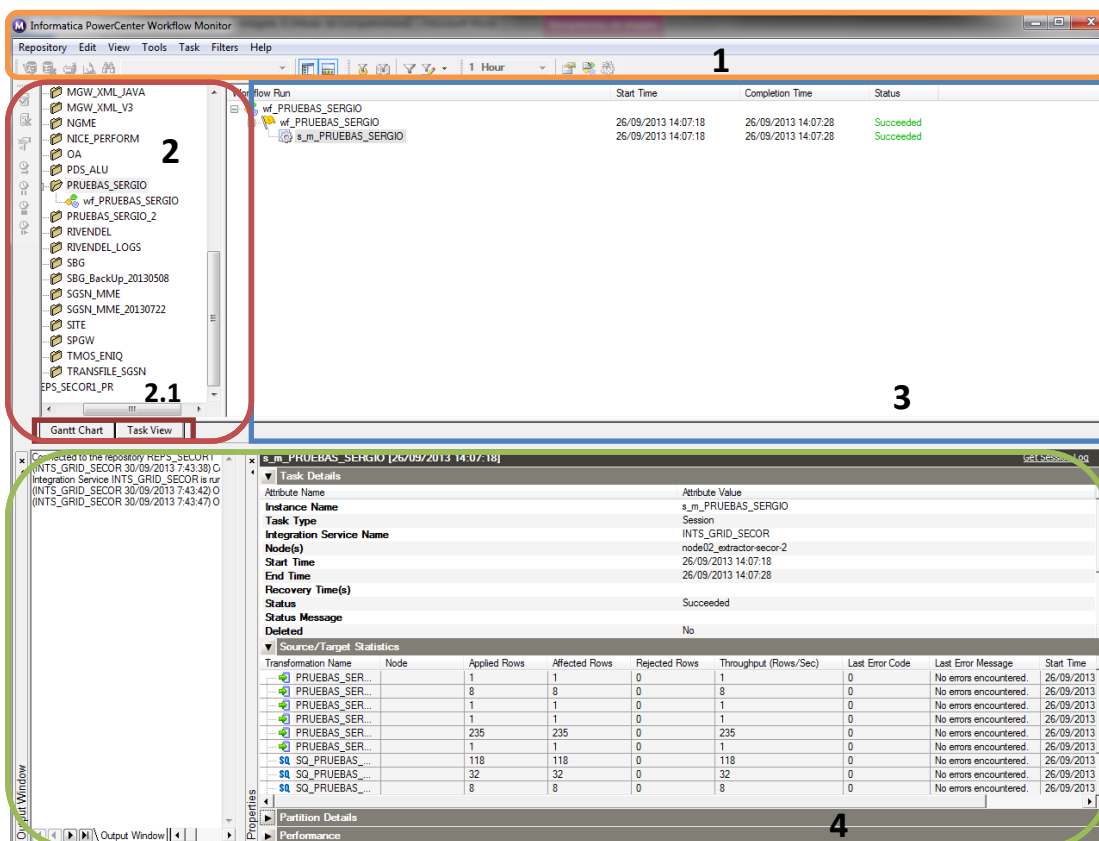 Informatica PowerCenter Workflow Monitor
Repository Edit View Tools Task Filters Help
1 Hour
1
MGW_XML_JAVA
MGW_XML_V3
NGME
NICE_PERFORM
OA
PDS_ALU
PRUEBAS_SERGIO
wf_PRUEBAS_SERGIO
PRUEBAS_SERGIO_2
RIVENDEL
RIVENDEL_LOGS
SBG
SBG_BackUp_20130508
SGSN_MME
SGSN_MME_20130722
SITE
SPGW
TMOS_ENIQ
TRANSFILE_SGSN
EPS_SECOR1_PR
2
2.1
Gantt Chart Task View
Workflow Run Start Time Completion Time Status
wf_PRUEBAS_SERGIO
wf_PRUEBAS_SERGIO 26/09/2013 14:07:18 26/09/2013 14:07:28 Succeeded
s_m_PRUEBAS_SERGIO 26/09/2013 14:07:18 26/09/2013 14:07:28 Succeeded
3
Connected to the repository REPS_SECOR1
(INTS_GRID_SECOR 30/09/2013 7:43:38) C
Integration Service INTS_GRID_SECOR is rur
(INTS_GRID_SECOR 30/09/2013 7:43:42) O
(INTS_GRID_SECOR 30/09/2013 7:43:47) O
Output Window
Output Window
s_m_PRUEBAS_SERGIO [26/09/2013 14:07:18] Get Session Log
Task Details
Attribute Name Attribute Value
Instance Name s_m_PRUEBAS_SERGIO
Task Type Session
Integration Service Name INTS_GRID_SECOR
Node(s) node02_extractor-secor-2
Start Time 26/09/2013 14:07:18
End Time 26/09/2013 14:07:28
Recovery Time(s)
Status Succeeded
Status Message
Deleted No
Source/Target Statistics
Transformation Name Node Applied Rows Affected Rows Rejected Rows Throughput (Rows/Sec) Last Error Code Last Error Message Start Time
PRUEBAS_SER... 1 1 0 1 0 No errors encountered. 26/09/2013
PRUEBAS_SER... 8 8 0 8 0 No errors encountered. 26/09/2013
PRUEBAS_SER... 1 1 0 1 0 No errors encountered. 26/09/2013
PRUEBAS_SER... 1 1 0 1 0 No errors encountered. 26/09/2013
PRUEBAS_SER... 235 235 0 235 0 No errors encountered. 26/09/2013
PRUEBAS_SER... 1 1 0 1 0 No errors encountered. 26/09/2013
SQ SQ_PRUEBAS_... 118 118 0 118 0 No errors encountered. 26/09/2013
SQ SQ_PRUEBAS_... 32 32 0 32 0 No errors encountered. 26/09/2013
SQ SQ_PRUEBAS_... 8 8 0 8 0 No errors encountered. 26/09/2013
Partition Details
Performance
Properties
4